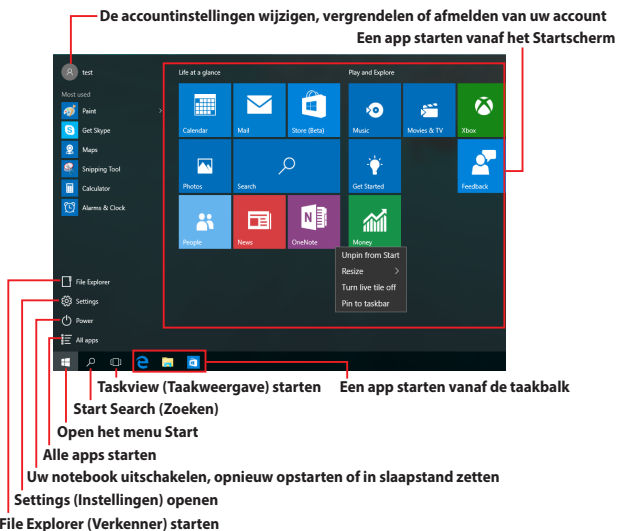 De accountinstellingen wijzigen, vergrendelen of afmelden van uw account
Een app starten vanaf het Startscherm
test
Life at a glance
Play and Explore
Most used
Paint
Get Skype
Maps
Snipping Tool
Calculator
Alarms & Clock
Calendar
Mail
Store (Beta)
Music
Movies & TV
Xbox
Photos
Search
Get Started
Feedback
People
News
OneNote
Money
Unpin from Start
Resize
Turn live tile off
Pin to taskbar
File Explorer
Settings
Power
All apps
Taskview (Taakweergave) starten
Een app starten vanaf de taakbalk
Start Search (Zoeken)
Open het menu Start
Alle apps starten
Uw notebook uitschakelen, opnieuw opstarten of in slaapstand zetten
Settings (Instellingen) openen
File Explorer (Verkenner) starten